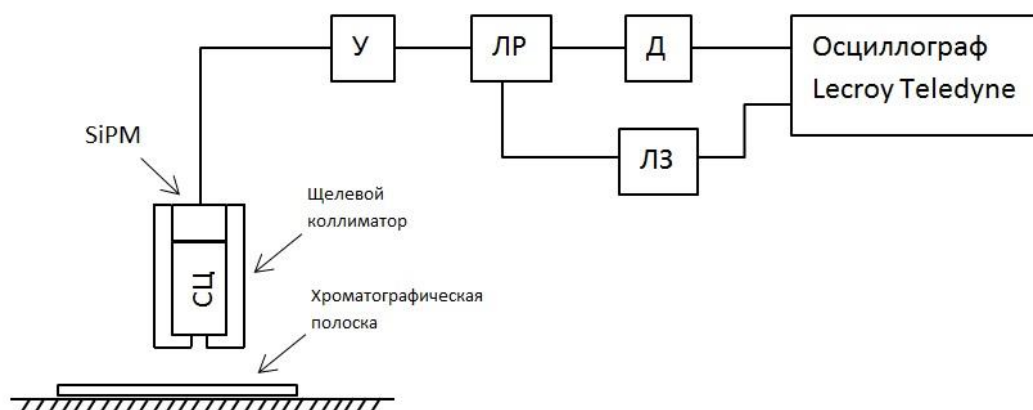 У
ЛР
Д
Осциллограф
Lecroy Teledyne
ЛЗ
SiPM
Щелевой
коллиматор
СЦ
Хроматографическая
полоска